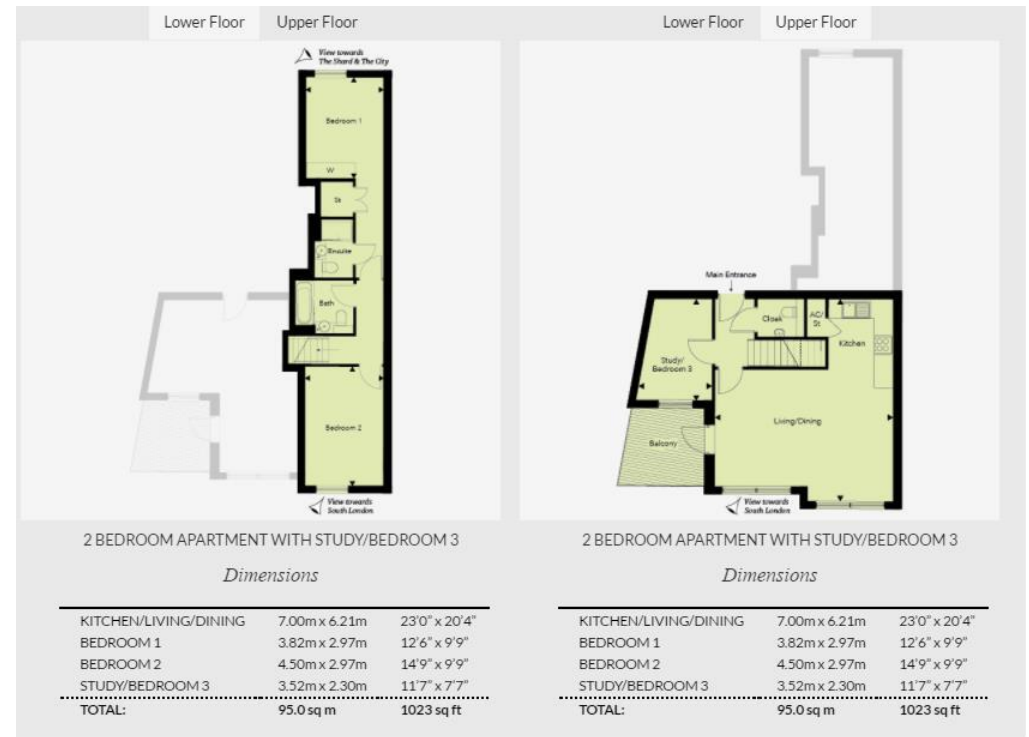 Lower Floor Upper Floor
View towards
The Shard & The City
Bedroom 1
W
St
Ensuite
Bath
Bedroom 2
View towards
South London
2 BEDROOM APARTMENT WITH STUDY/BEDROOM 3
Dimensions
KITCHEN/LIVING/DINING 7.00m x 6.21m 23'0" x 20'4"
BEDROOM 1 3.82m x 2.97m 12'6" x 9'9"
BEDROOM 2 4.50m x 2.97m 14'9" x 9'9"
STUDY/BEDROOM 3 3.52m x 2.30m 11'7" x 7'7"
TOTAL: 95.0 sq m 1023 sq ft
Lower Floor Upper Floor
Main Entrance
Cloak
AC/
St
Kitchen
Study/
Bedroom 3
Living/Dining
Balcony
View towards
South London
2 BEDROOM APARTMENT WITH STUDY/BEDROOM 3
Dimensions
KITCHEN/LIVING/DINING 7.00m x 6.21m 23'0" x 20'4"
BEDROOM 1 3.82m x 2.97m 12'6" x 9'9"
BEDROOM 2 4.50m x 2.97m 14'9" x 9'9"
STUDY/BEDROOM 3 3.52m x 2.30m 11'7" x 7'7"
TOTAL: 95.0 sq m 1023 sq ft